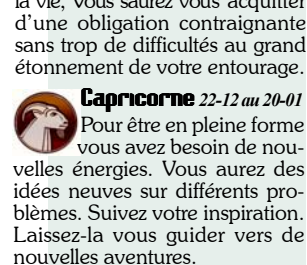 la vie, vous saurez vous acquitter
d'une obligation contraignante
sans trop de difficultés au grand
étonnement de votre entourage.
Capricorne 22-12 au 20-01
Pour être en pleine forme
vous avez besoin de nou-
velles énergies. Vous aurez des
idées neuves sur différents pro-
blèmes. Suivez votre inspiration.
Laissez-la vous guider vers de
nouvelles aventures.